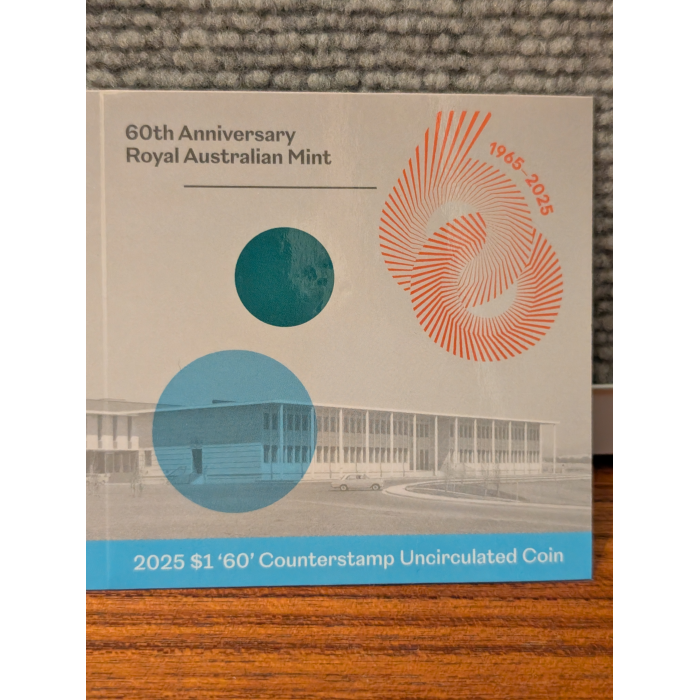 60th Anniversary
Royal Australian Mint
1965–2025
2025 $1 ‘60’ Counterstamp Uncirculated Coin